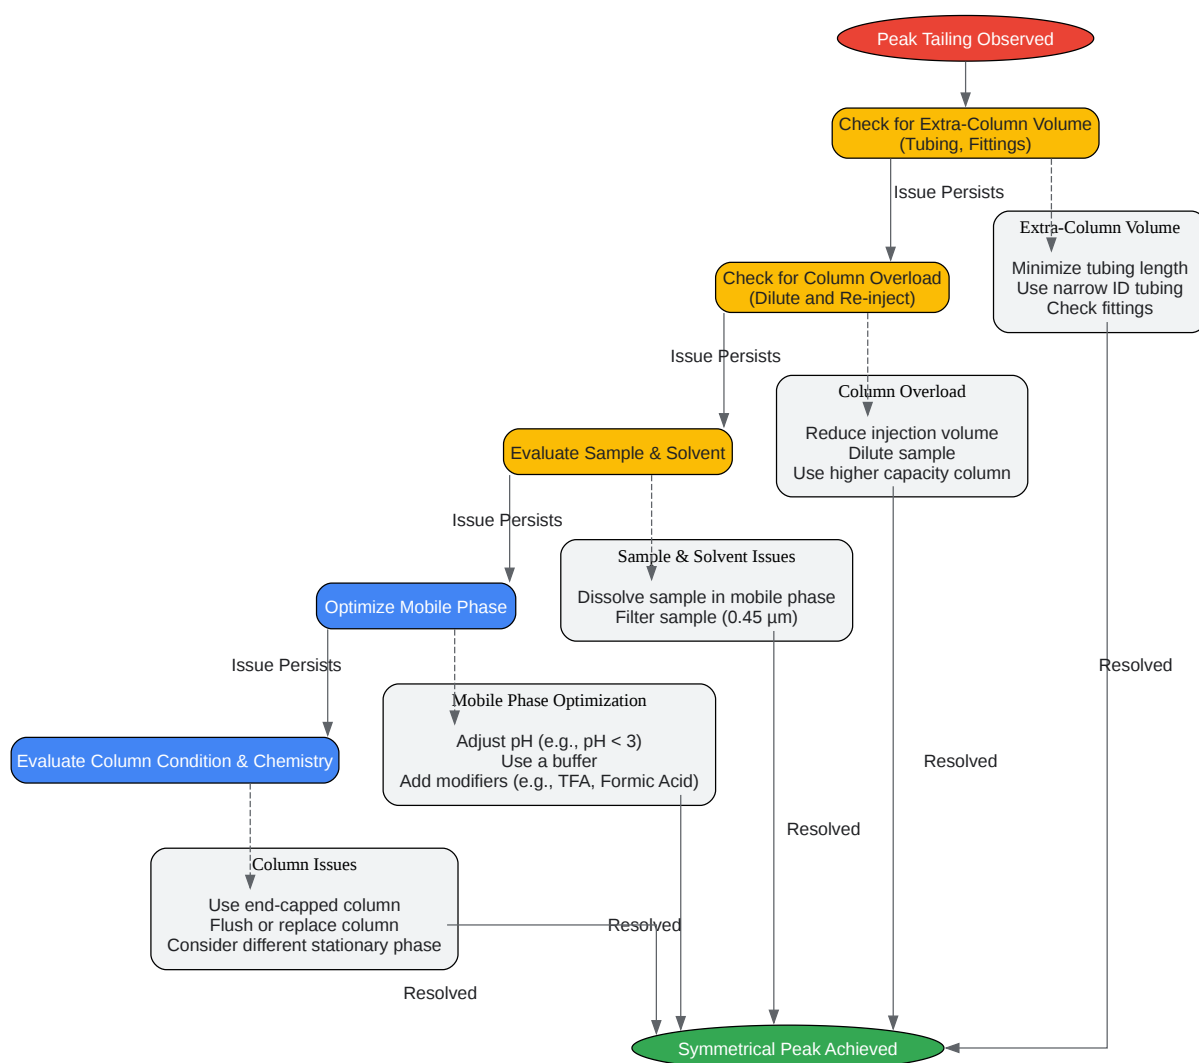 Peak Tailing Observed
Check for Extra-Column Volume
(Tubing, Fittings)
Issue Persists
Extra-Column Volume
Minimize tubing length
Use narrow ID tubing
Check fittings
Check for Column Overload
(Dilute and Re-inject)
Issue Persists
Column Overload
Reduce injection volume
Dilute sample
Use higher capacity column
Evaluate Sample & Solvent
Issue Persists
Sample & Solvent Issues
Dissolve sample in mobile phase
Filter sample (0.45 µm)
Optimize Mobile Phase
Issue Persists
Resolved
Mobile Phase Optimization
Adjust pH (e.g., pH < 3)
Use a buffer
Add modifiers (e.g., TFA, Formic Acid)
Evaluate Column Condition & Chemistry
Resolved
Resolved
Column Issues
Use end-capped column
Flush or replace column
Consider different stationary phase
Resolved
Resolved
Symmetrical Peak Achieved